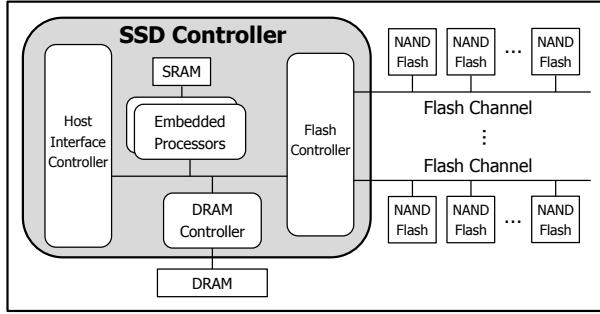 SSD Controller
SRAM
Host
Interface
Controller
Embedded
Processors
Flash
Controller
DRAM
Controller
DRAM
NAND
Flash
NAND
Flash
...
NAND
Flash
Flash Channel
...
Flash Channel
NAND
Flash
NAND
Flash
...
NAND
Flash